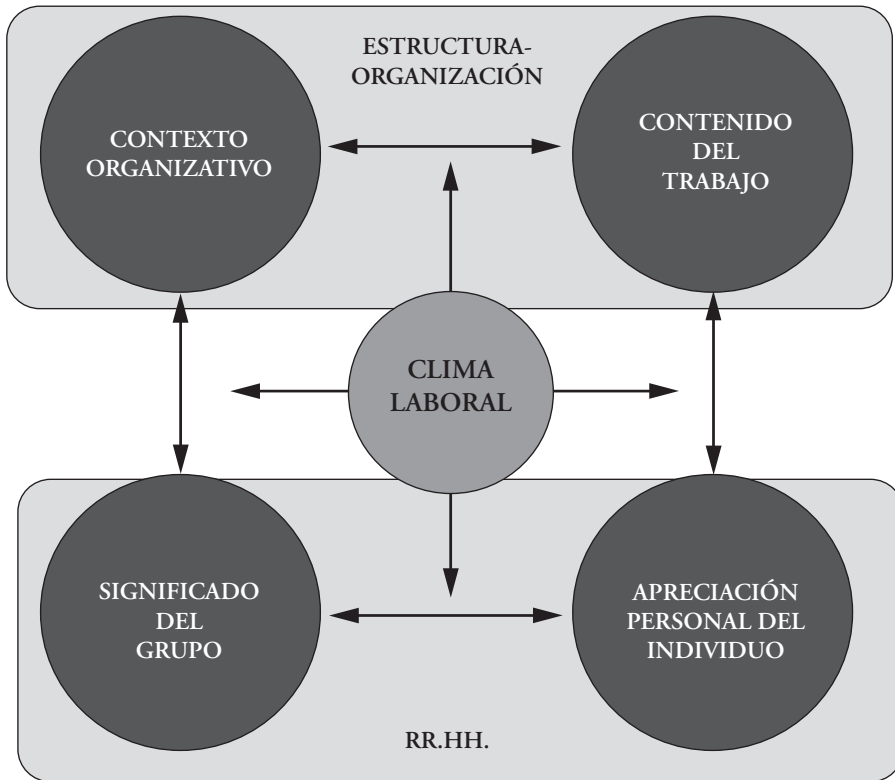 ESTRUCTURA-
ORGANIZACIÓN
CONTEXTO
ORGANIZATIVO
CONTENIDO
DEL
TRABAJO
CLIMA
LABORAL
SIGNIFICADO
DEL
GRUPO
APRECIACIÓN
PERSONAL DEL
INDIVIDUO
RR.HH.